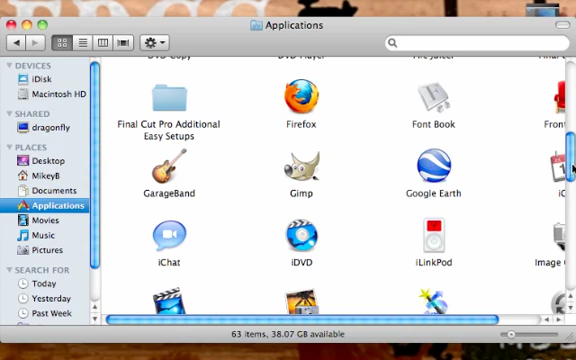 Applications
DEVICES
iDisk
Macintosh HD
SHARED
dragonfly
PLACES
Desktop
MikeyB
Documents
Applications
Movies
Music
Pictures
SEARCH FOR
Today
Yesterday
Past Week
Final Cut Pro Additional
Easy Setups
Firefox
Font Book
Front
GarageBand
Gimp
Google Earth
iChat
iDVD
iLinkPod
Image
63 items, 38.07 GB available